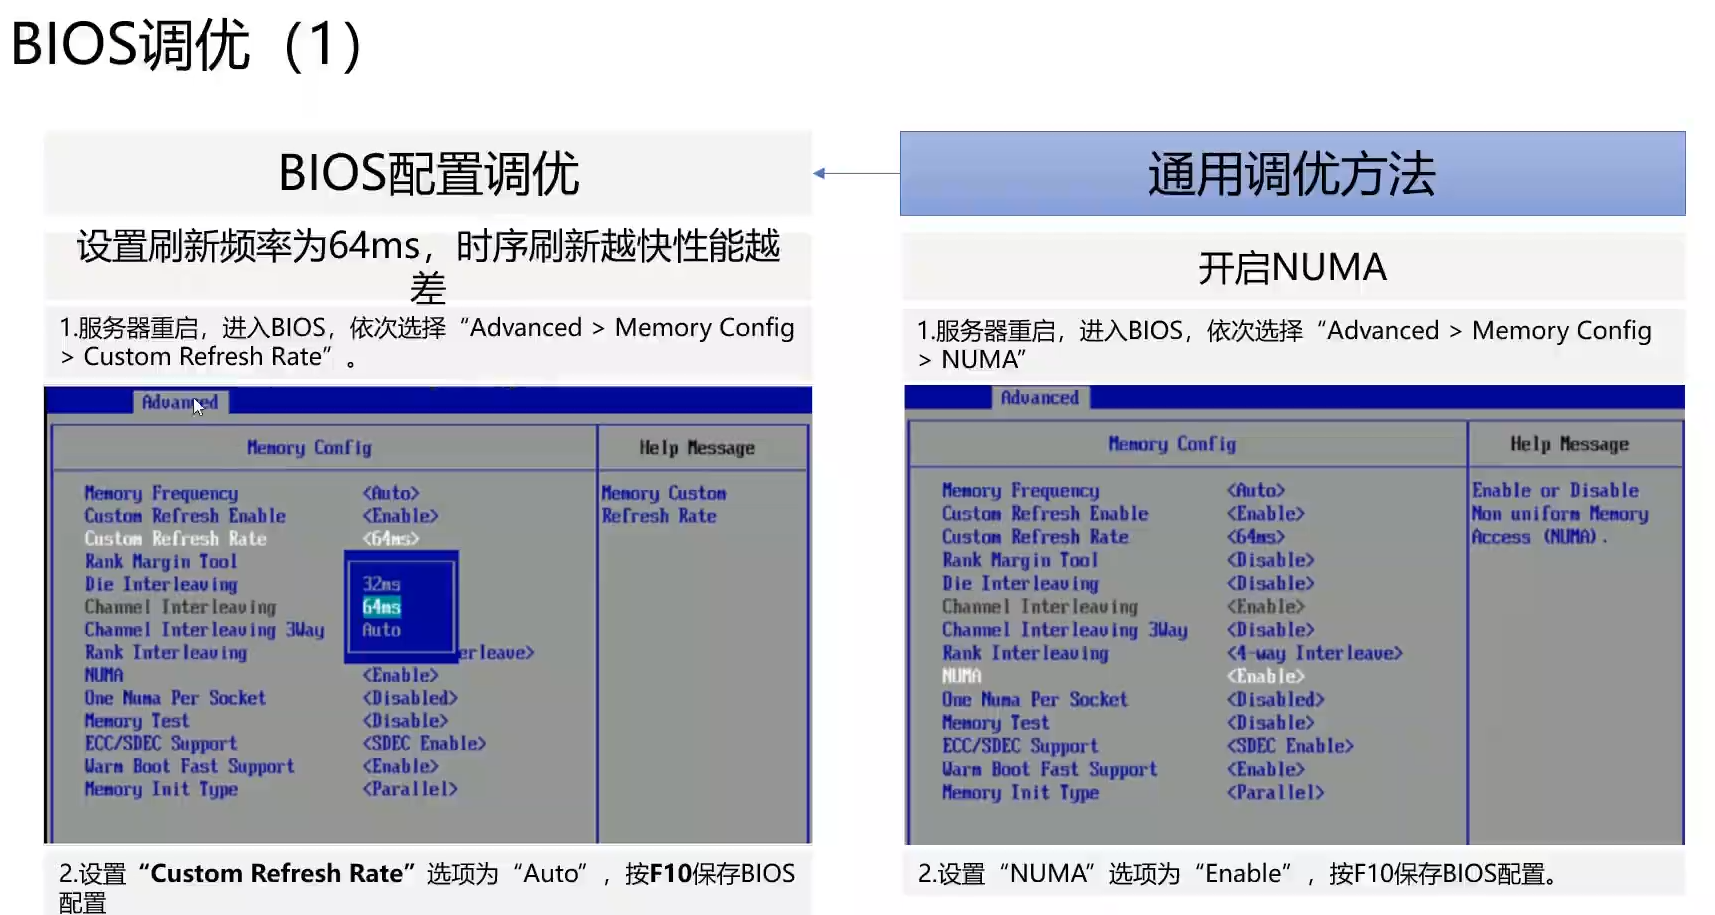 BIOS调优（1）
BIOS配置调优
设置刷新频率为64ms，时序刷新越快性能越
差
1.服务器重启，进入BIOS，依次选择“Advanced > Memory Config
> Custom Refresh Rate”。
Advanced
Memory Config
Help Message
Memory Frequency <Auto>
Custom Refresh Enable <Enable>
Custom Refresh Rate <64ms>
Rank Margin Tool
Die Interleaving
Channel Interleaving
Channel Interleaving 3Way
Rank Interleaving erleave>
NUMA <Enable>
One Numa Per Socket <Disabled>
Memory Test <Disable>
ECC/SDEC Support <SDEC Enable>
Warm Boot Fast Support <Enable>
Memory Init Type <Parallel>
32ms
64ms
Auto
Memory Custom
Refresh Rate
2.设置“Custom Refresh Rate”选项为“Auto”，按F10保存BIOS
配置
通用调优方法
开启NUMA
1.服务器重启，进入BIOS，依次选择“Advanced > Memory Config
> NUMA”
Advanced
Memory Config
Help Message
Memory Frequency <Auto>
Custom Refresh Enable <Enable>
Custom Refresh Rate <64ms>
Rank Margin Tool <Disable>
Die Interleaving <Disable>
Channel Interleaving <Enable>
Channel Interleaving 3Way <Disable>
Rank Interleaving <4-way Interleave>
NUMA <Enable>
One Numa Per Socket <Disabled>
Memory Test <Disable>
ECC/SDEC Support <SDEC Enable>
Warm Boot Fast Support <Enable>
Memory Init Type <Parallel>
Enable or Disable
Non uniform Memory
Access (NUMA).
2.设置“NUMA”选项为“Enable”，按F10保存BIOS配置。